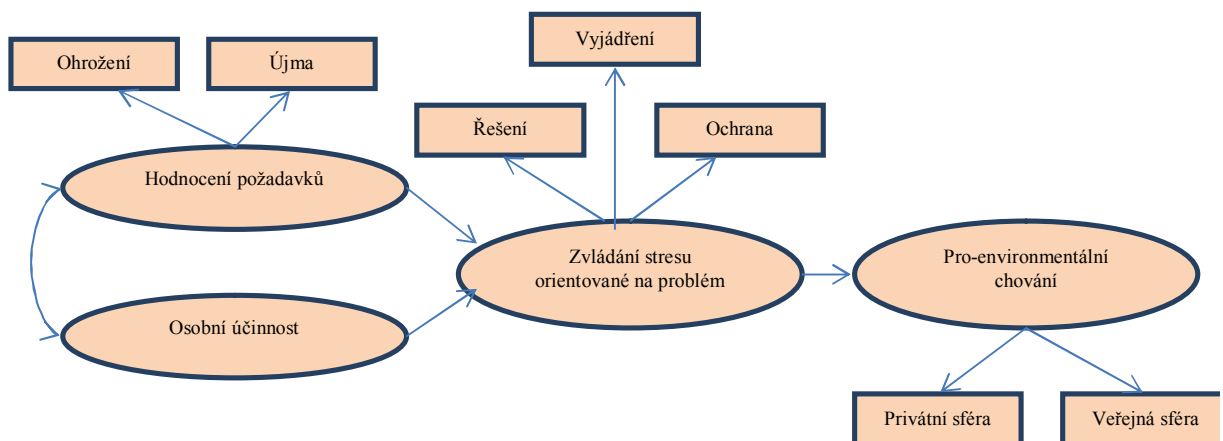 Vyjádření
Ohrožení
Újma
Řešení
Ochrana
Hodnocení požadavků
Zvládání stresu
orientované na problém
Pro-environmentální
chování
Osobní účinnost
Privátní sféra
Veřejná sféra